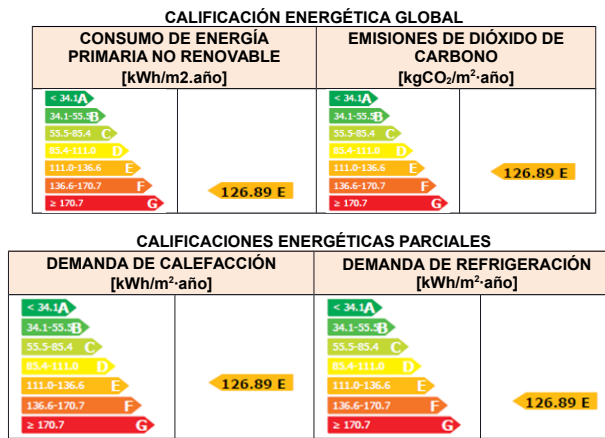 CALIFICACIÓN ENERGÉTICA GLOBAL
CONSUMO DE ENERGÍA
PRIMARIA NO RENOVABLE
[kWh/m2.año]
EMISIONES DE DIÓXIDO DE
CARBONO
[kgCO₂/m²·año]
< 34.1 A
34.1-55.5 B
55.5-85.4 C
85.4-111.0 D
111.0-136.6 E
136.6-170.7 F
≥ 170.7 G
126.89 E
< 34.1 A
34.1-55.5 B
55.5-85.4 C
85.4-111.0 D
111.0-136.6 E
136.6-170.7 F
≥ 170.7 G
126.89 E
CALIFICACIONES ENERGÉTICAS PARCIALES
DEMANDA DE CALEFACCIÓN
[kWh/m²·año]
DEMANDA DE REFRIGERACIÓN
[kWh/m²·año]
< 34.1 A
34.1-55.5 B
55.5-85.4 C
85.4-111.0 D
111.0-136.6 E
136.6-170.7 F
≥ 170.7 G
126.89 E
< 34.1 A
34.1-55.5 B
55.5-85.4 C
85.4-111.0 D
111.0-136.6 E
136.6-170.7 F
≥ 170.7 G
126.89 E